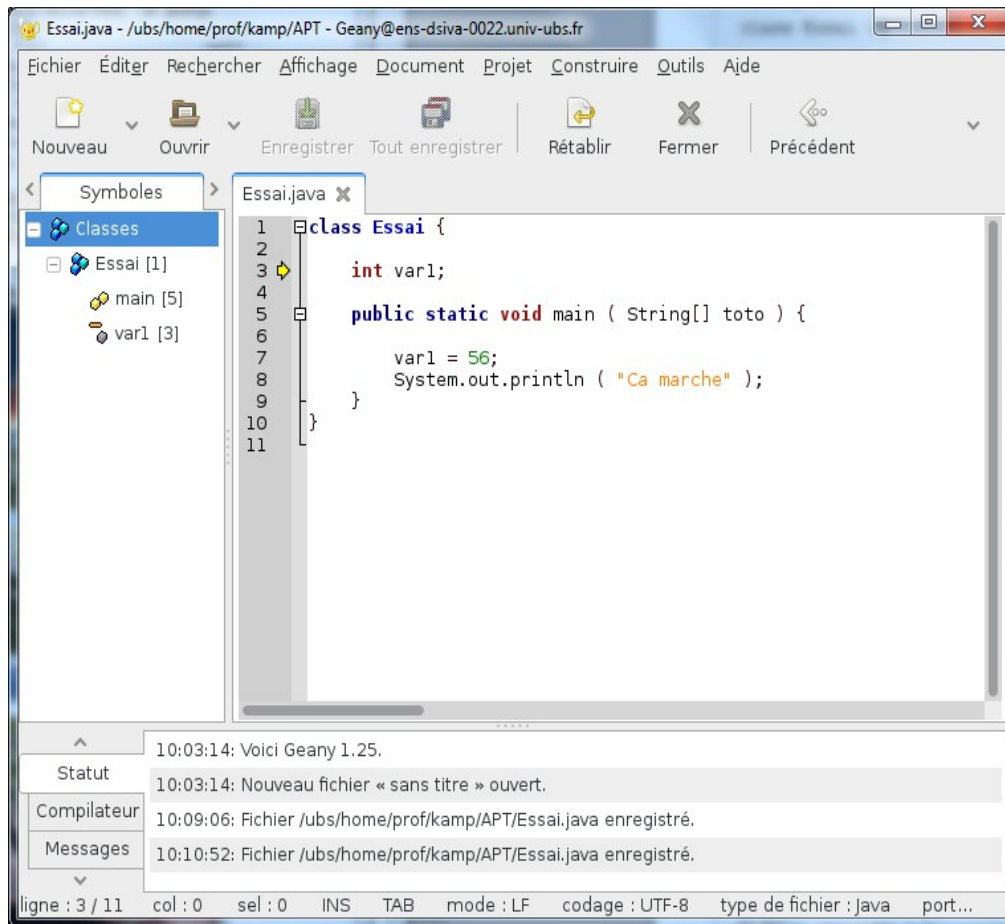 Essai.java - /ubs/home/prof/kamp/APT - Geany@ens-dsiva-0022.univ-ubs.fr
Fichier Éditer Rechercher Affichage Document Projet Construire Outils Aide
Nouveau Ouvrir Enregistrer Tout enregistrer Rétablir Fermer Précédent
Symboles
Classes
Essai [1]
main [5]
var1 [3]
Essai.java
1 class Essai {
2
3 int var1;
4
5 public static void main ( String[] toto ) {
6
7 var1 = 56;
8 System.out.println ( "Ca marche" );
9 }
10 }
11
Statut
Compilateur
Messages
10:03:14: Voici Geany 1.25.
10:03:14: Nouveau fichier « sans titre » ouvert.
10:09:06: Fichier /ubs/home/prof/kamp/APT/Essai.java enregistré.
10:10:52: Fichier /ubs/home/prof/kamp/APT/Essai.java enregistré.
ligne : 3 / 11 col : 0 sel : 0 INS TAB mode : LF codage : UTF-8 type de fichier : Java port...